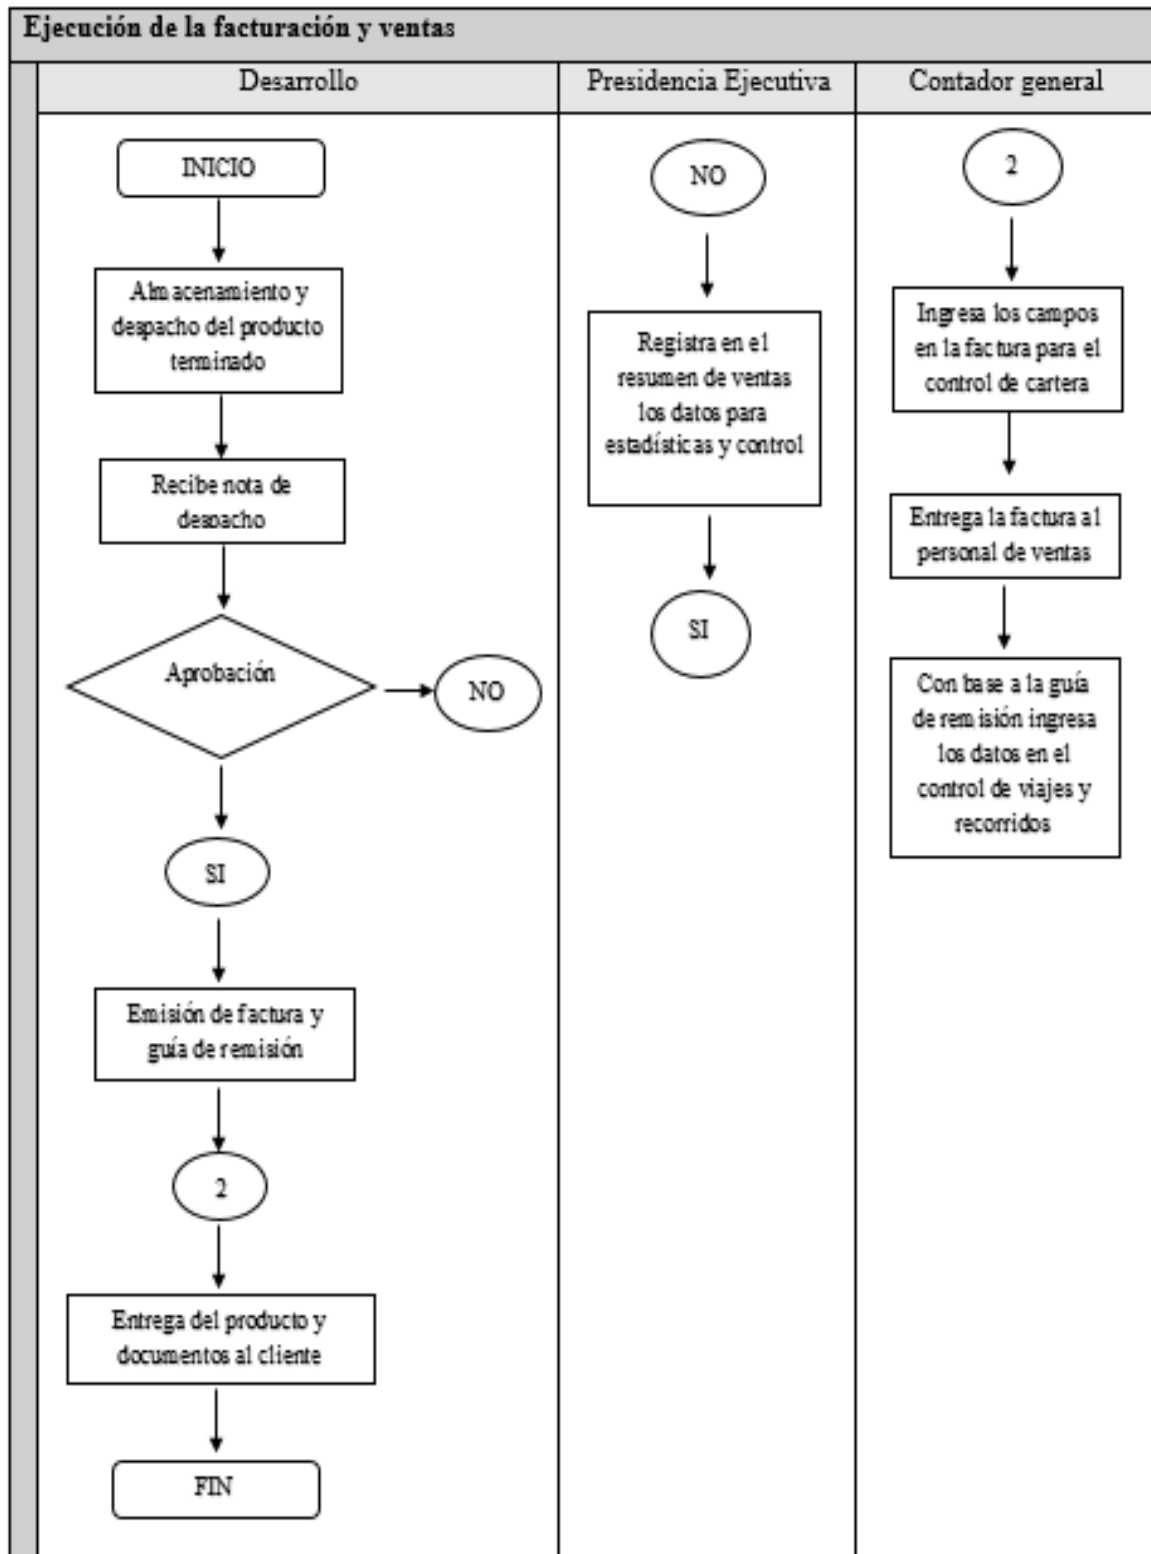 Ejecución de la facturación y ventas
Desarrollo
Presidencia Ejecutiva
Contador general
INICIO
Almacenamiento y
despacho del producto
terminado
Recibe nota de
despacho
Aprobación
NO
SI
Emisión de factura y
guía de remisión
2
Entrega del producto y
documentos al cliente
FIN
NO
Registra en el
resumen de ventas
los datos para
estadísticas y control
SI
2
Ingresa los campos
en la factura para el
control de cartera
Entrega la factura al
personal de ventas
Con base a la guía
de remisión ingresa
los datos en el
control de viajes y
recorridos